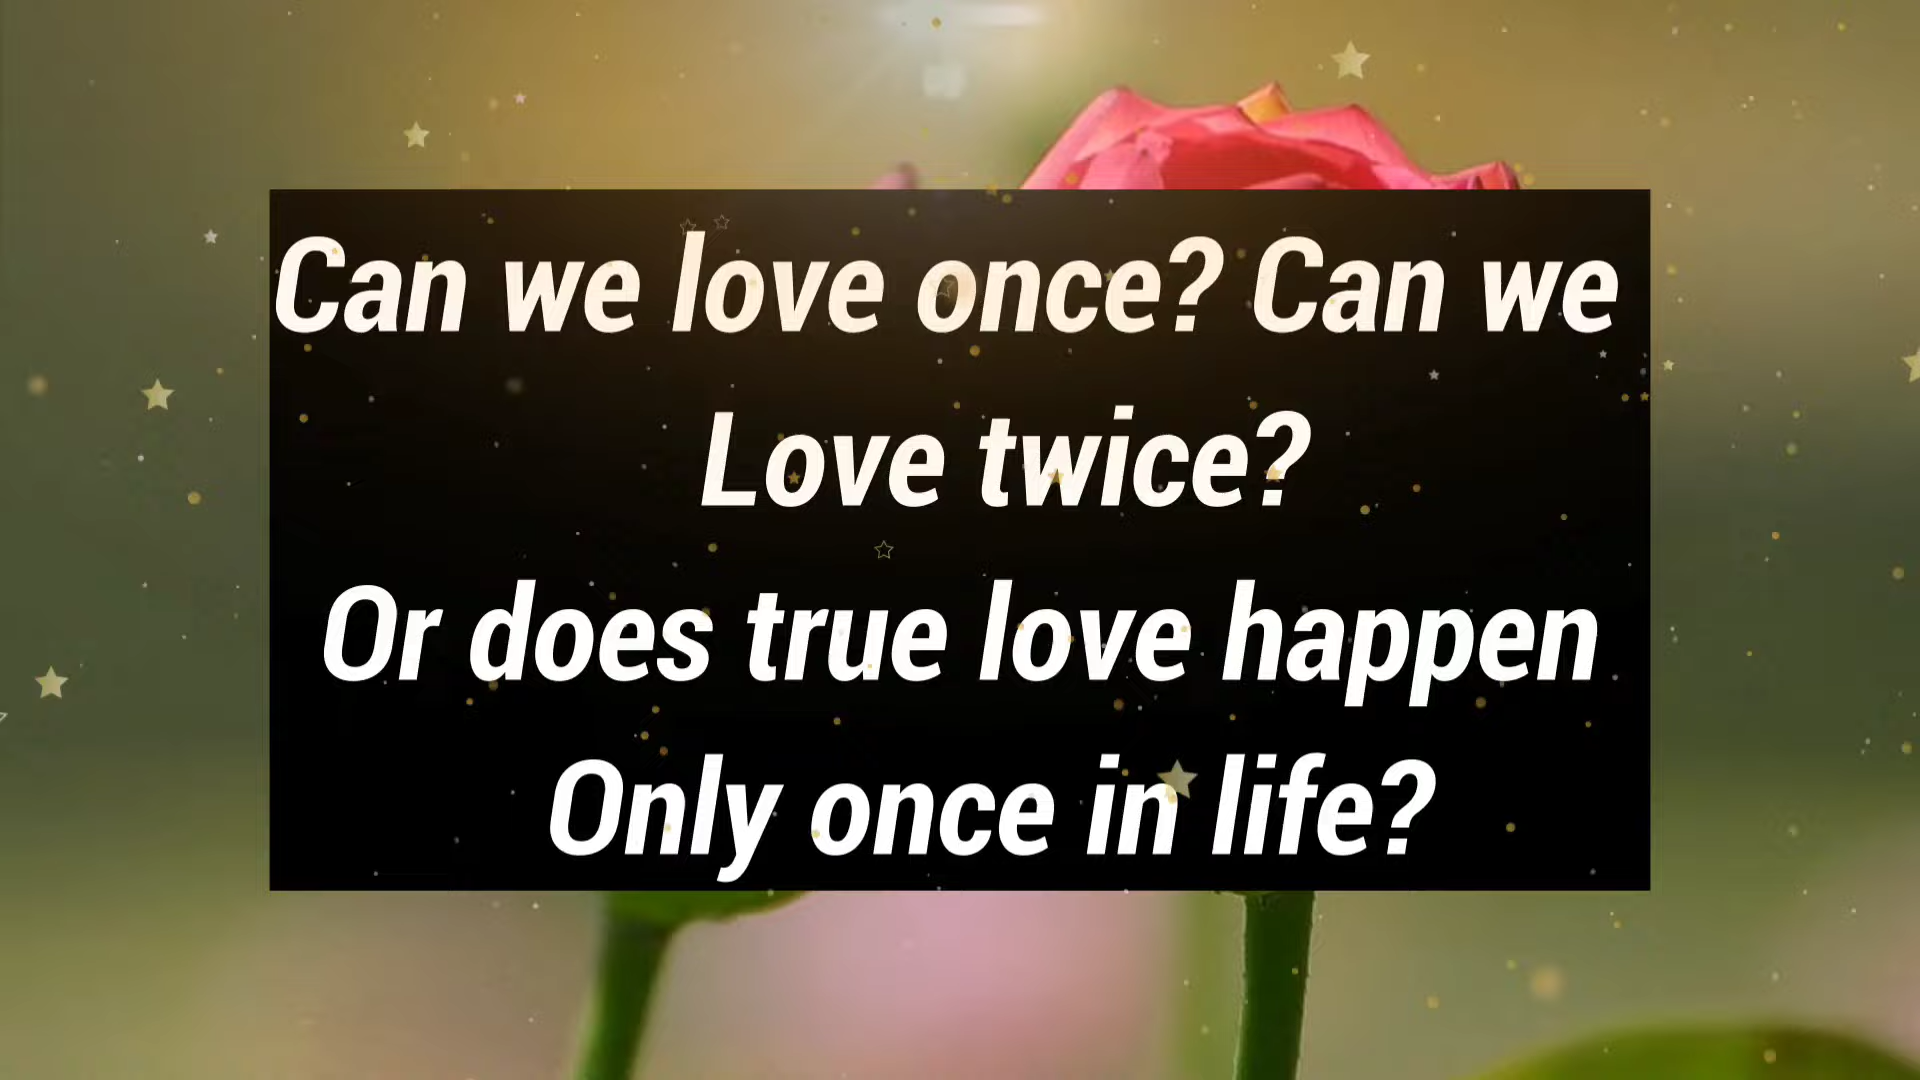 Can we love once? Can we
Love twice?
Or does true love happen
Only once in life?